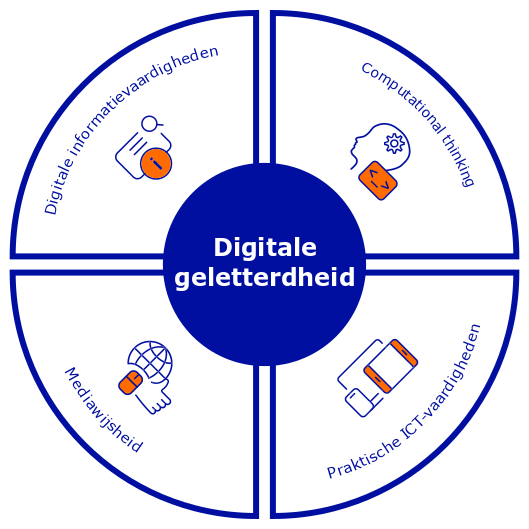 Digitale informatievaardigheden
Computational thinking
Digitale
geletterdheid
Mediawijsheid
Praktische ICT-vaardigheden